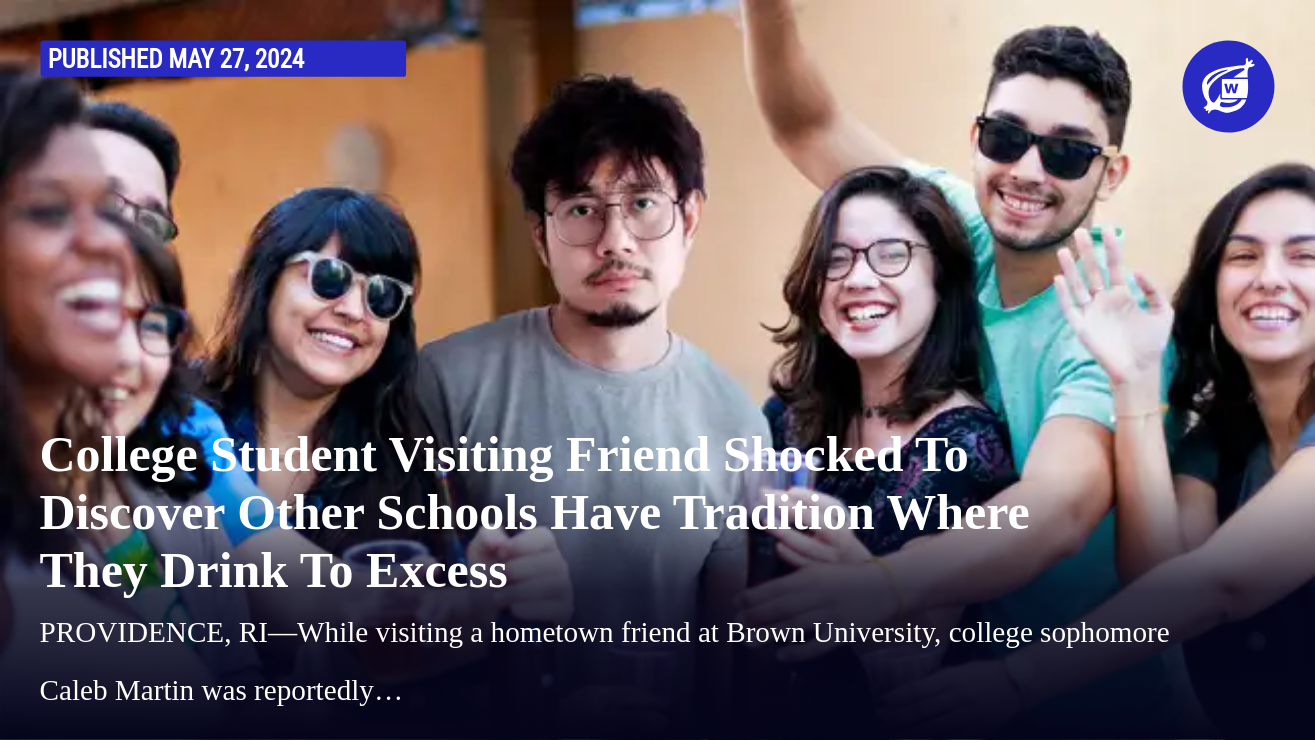 PUBLISHED MAY 27, 2024
W
College Student Visiting Friend Shocked To
Discover Other Schools Have Tradition Where
They Drink To Excess
PROVIDENCE, RI—While visiting a hometown friend at Brown University, college sophomore
Caleb Martin was reportedly…